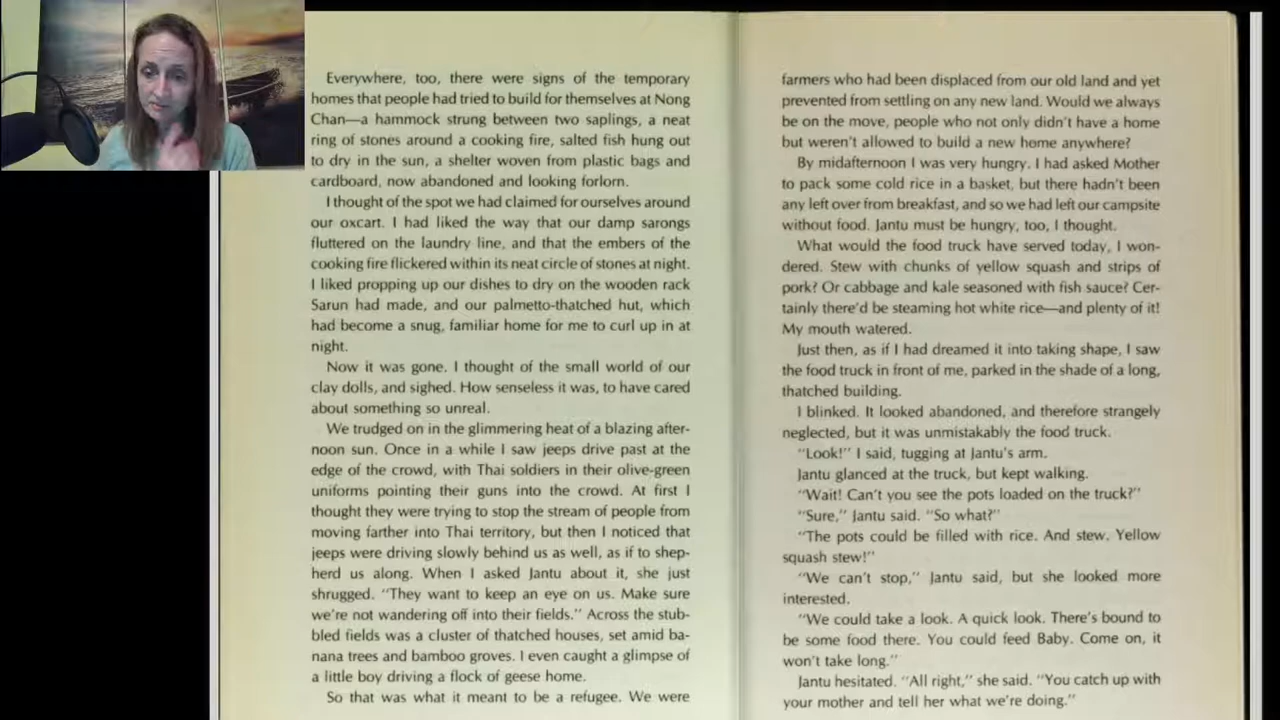 Everywhere, too, there were signs of the temporary
homes that people had tried to build for themselves at Nong
Chan—a hammock strung between two saplings, a neat
ring of stones around a cooking fire, salted fish hung out
to dry in the sun, a shelter woven from plastic bags and
cardboard, now abandoned and looking forlorn.
I thought of the spot we had claimed for ourselves around
our oxcart. I had liked the way that our damp sarongs
fluttered on the laundry line, and that the embers of the
cooking fire flickered within its neat circle of stones at night.
I liked propping up our dishes to dry on the wooden rack
Sarun had made, and our palmetto-thatched hut, which
had become a snug, familiar home for me to curl up in at
night.
Now it was gone. I thought of the small world of our
clay dolls, and sighed. How senseless it was, to have cared
about something so unreal.
We trudged on in the glimmering heat of a blazing after-
noon sun. Once in a while I saw jeeps drive past at the
edge of the crowd, with Thai soldiers in their olive-green
uniforms pointing their guns into the crowd. At first I
thought they were trying to stop the stream of people from
moving farther into Thai territory, but then I noticed that
jeeps were driving slowly behind us as well, as if to shep-
herd us along. When I asked Jantu about it, she just
shrugged. "They want to keep an eye on us. Make sure
we're not wandering off into their fields." Across the stub-
bled fields was a cluster of thatched houses, set amid ba-
nana trees and bamboo groves. I even caught a glimpse of
a little boy driving a flock of geese home.
So that was what it meant to be a refugee. We were
farmers who had been displaced from our old land and yet
prevented from settling on any new land. Would we always
be on the move, people who not only didn't have a home
but weren't allowed to build a new home anywhere?
By midafternoon I was very hungry. I had asked Mother
to pack some cold rice in a basket, but there hadn't been
any left over from breakfast, and so we had left our campsite
without food. Jantu must be hungry, too, I thought.
What would the food truck have served today, I won-
dered. Stew with chunks of yellow squash and strips of
pork? Or cabbage and kale seasoned with fish sauce? Cer-
tainly there'd be steaming hot white rice—and plenty of it!
My mouth watered.
Just then, as if I had dreamed it into taking shape, I saw
the food truck in front of me, parked in the shade of a long,
thatched building.
I blinked. It looked abandoned, and therefore strangely
neglected, but it was unmistakably the food truck.
"Look!" I said, tugging at Jantu's arm.
Jantu glanced at the truck, but kept walking.
"Wait! Can't you see the pots loaded on the truck?"
"Sure," Jantu said. "So what?"
"The pots could be filled with rice. And stew. Yellow
squash stew!"
"We can't stop," Jantu said, but she looked more
interested.
"We could take a look. A quick look. There's bound to
be some food there. You could feed Baby. Come on, it
won't take long."
Jantu hesitated. "All right," she said. "You catch up with
your mother and tell her what we're doing."